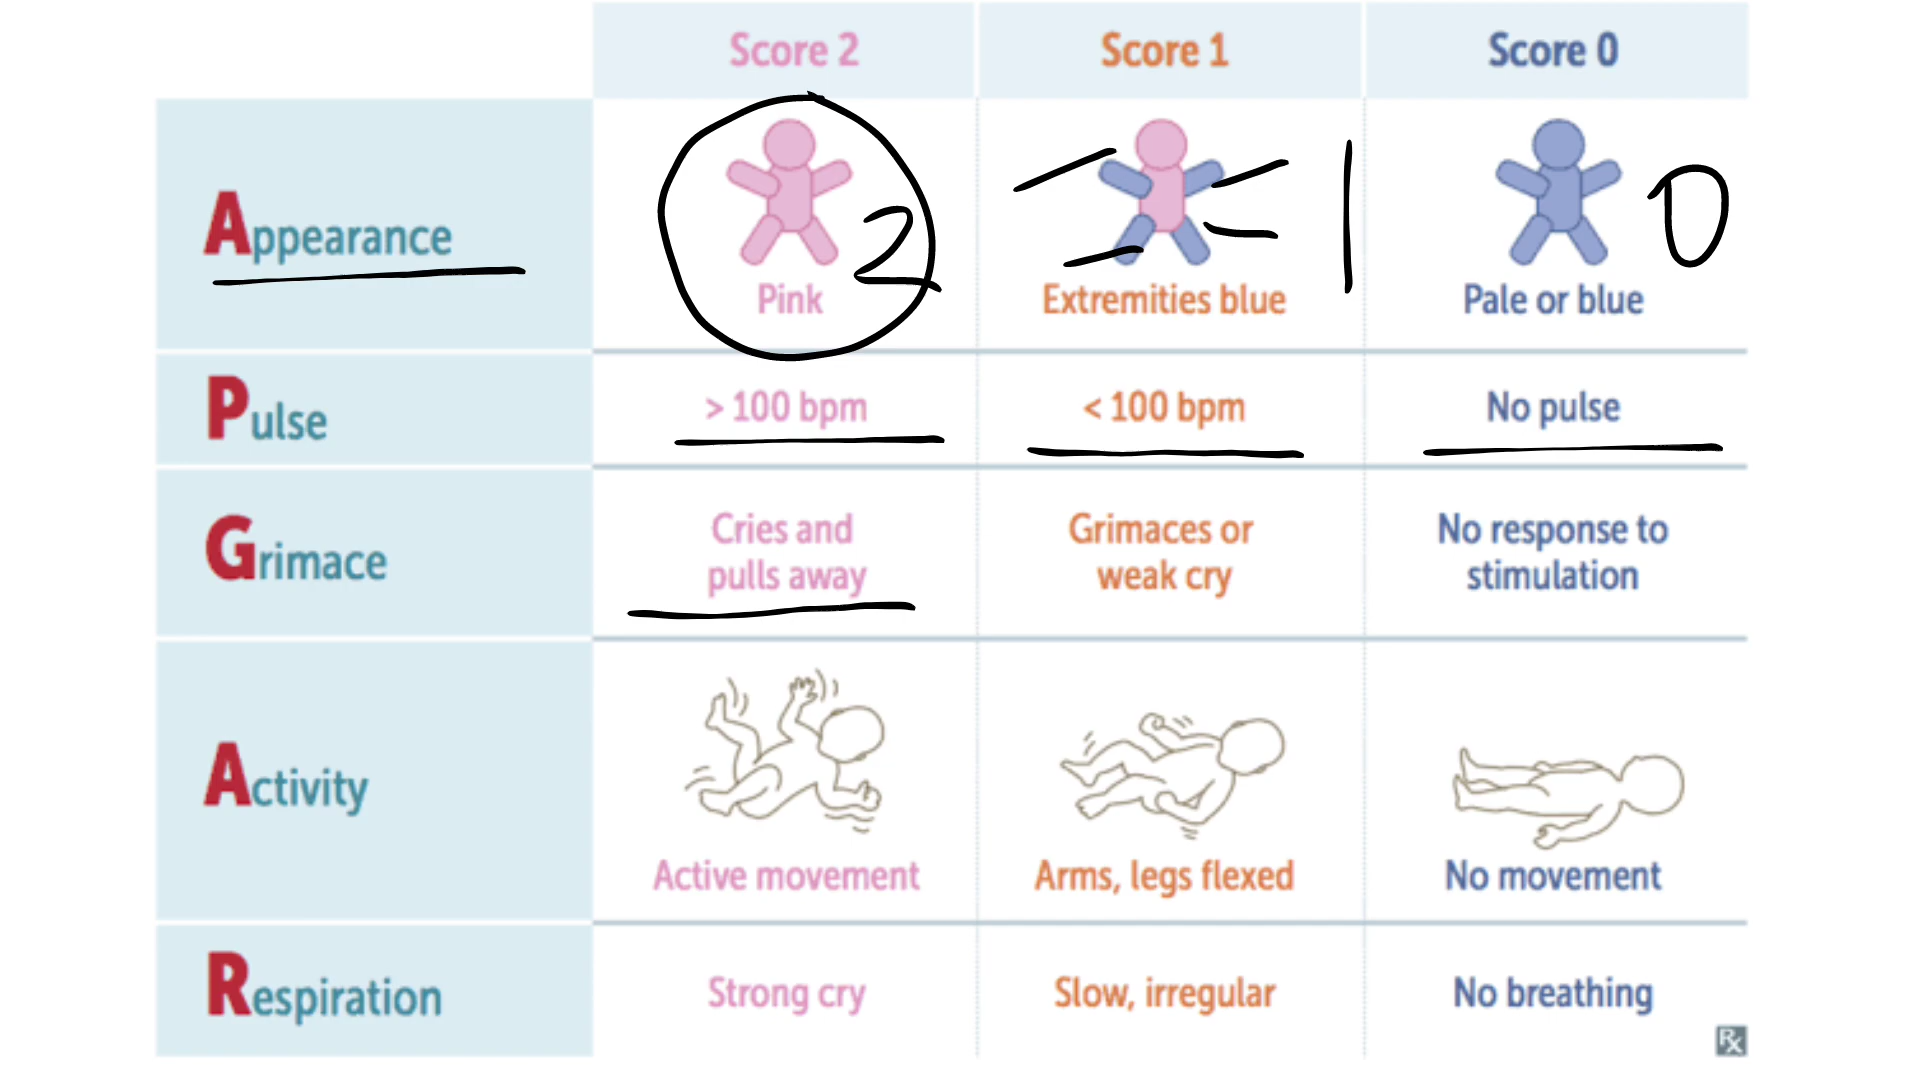 Score 2 Score 1 Score 0
Appearance
2 1 0
Pink Extremities blue Pale or blue
Pulse > 100 bpm < 100 bpm No pulse
Grimace
Cries and Grimaces or No response to
pulls away weak cry stimulation
Activity
Active movement Arms, legs flexed No movement
Respiration Strong cry Slow, irregular No breathing
Rx